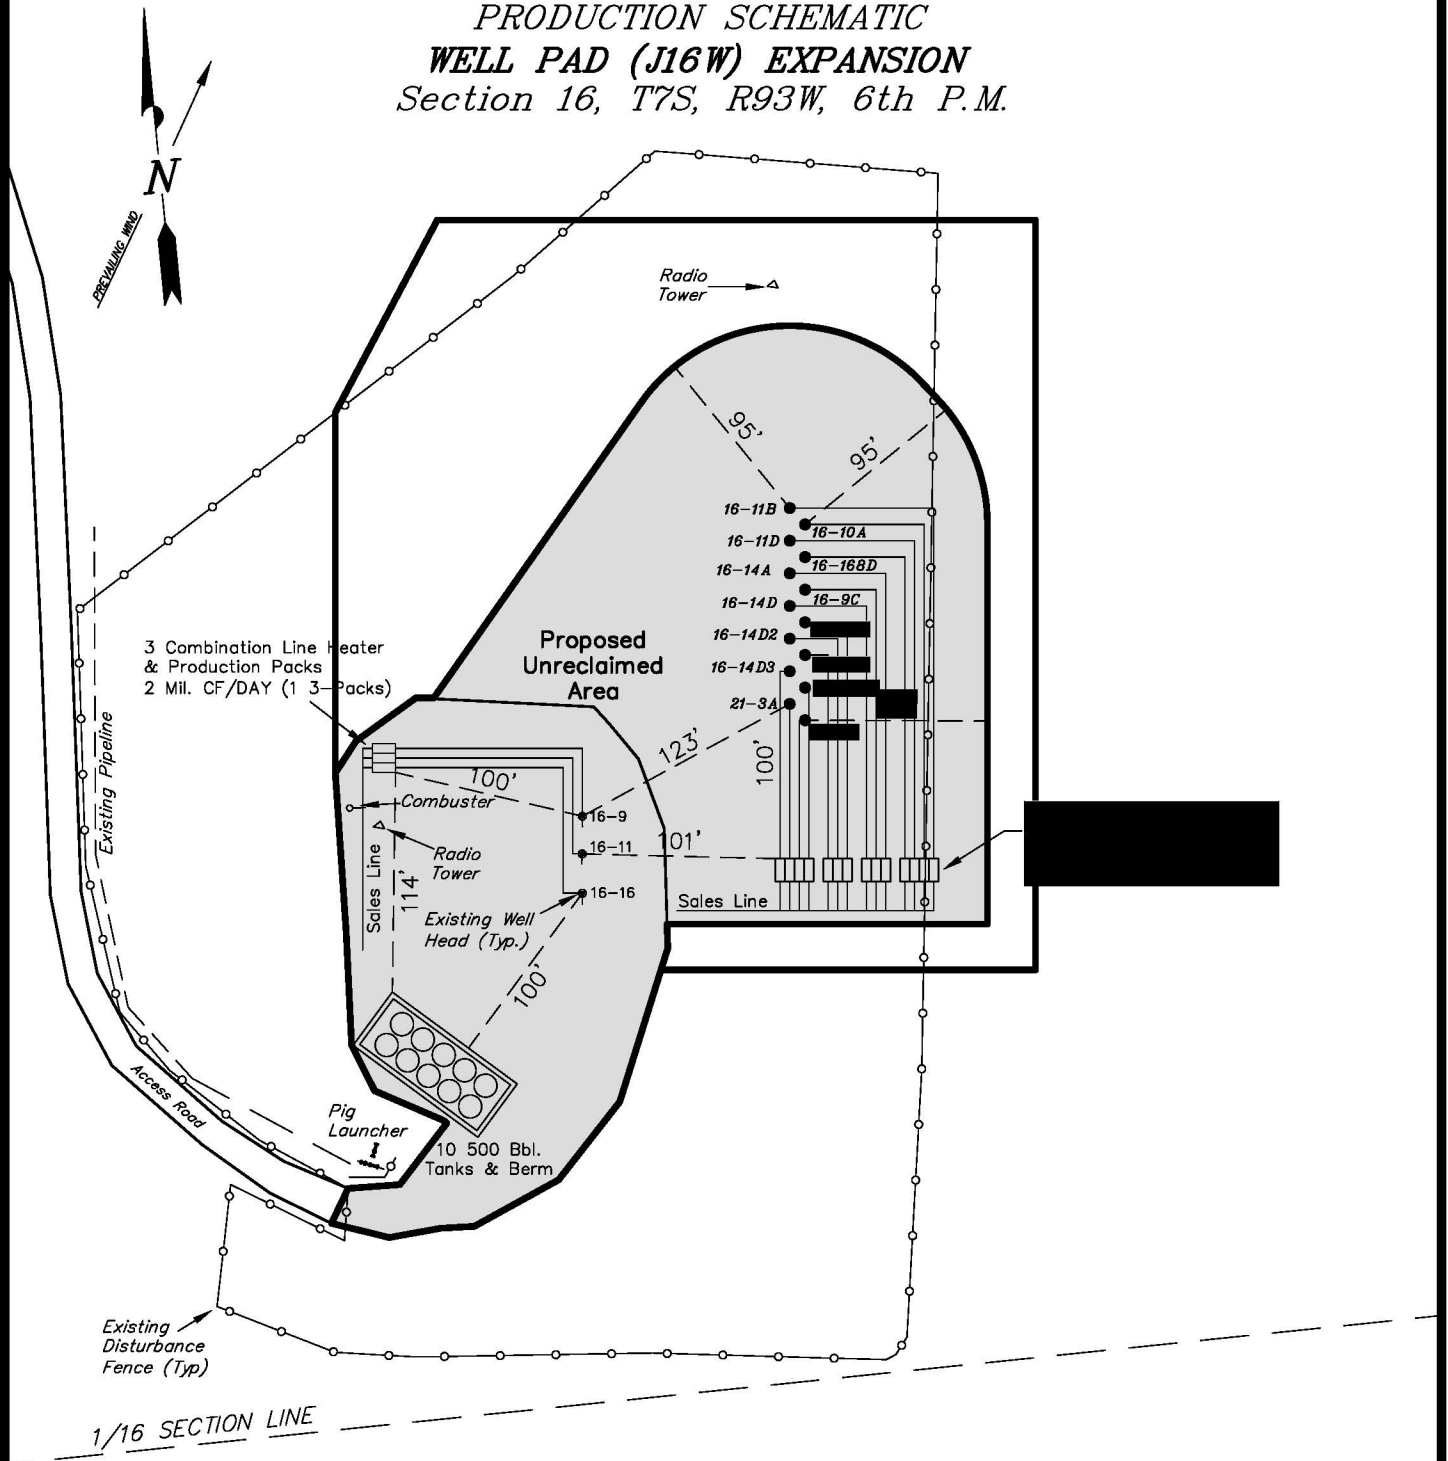 PRODUCTION SCHEMATIC
WELL PAD (J16W) EXPANSION
Section 16, T7S, R93W, 6th P.M.
N
PREVAILING WIND
Radio
Tower
95'
95'
16-11B
16-10A
16-11D
16-16BD
16-14A
16-9C
16-14D
16-14D2
16-14D3
21-3A
Proposed
Unreclaimed
Area
3 Combination Line Heater
& Production Packs
2 Mil. CF/DAY (1 3-Packs)
Existing Pipeline
123'
100'
100'
Combuster
16-9
101'
16-11
Radio
Tower
Sales Line
114'
16-16
Sales Line
Existing Well
Head (Typ.)
100'
Access Road
Pig
Launcher
10 500 Bbl.
Tanks & Berm
Existing
Disturbance
Fence (Typ)
1/16 SECTION LINE